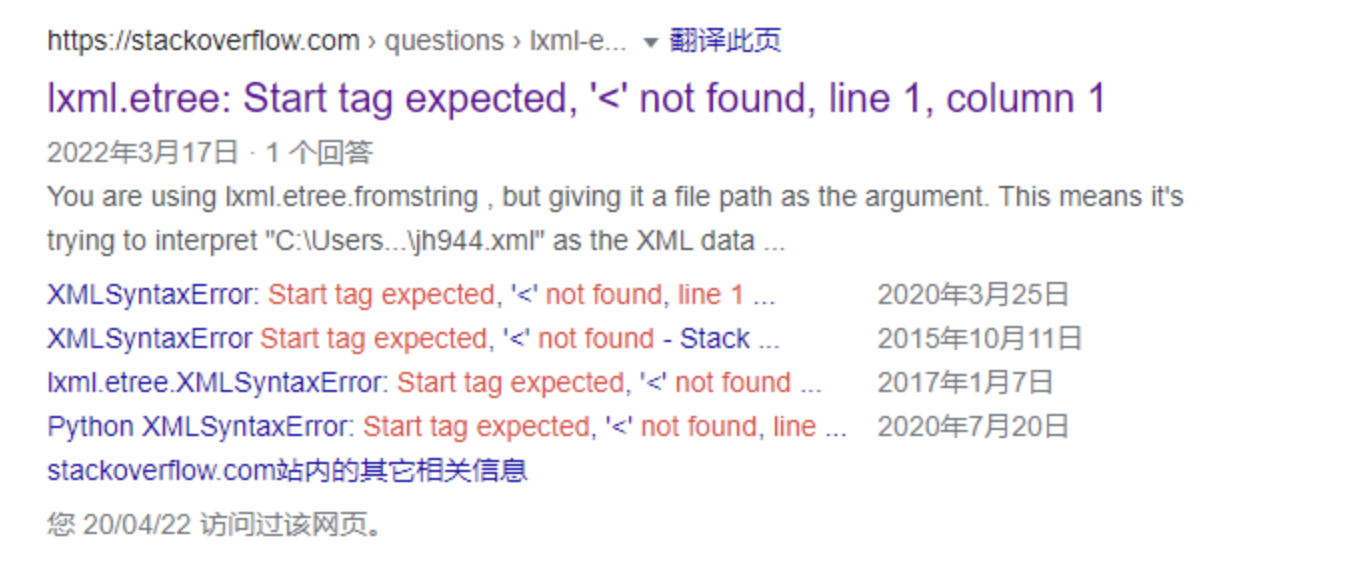 https://stackoverflow.com › questions › lxml-e... 翻译此页
lxml.etree: Start tag expected, '<' not found, line 1, column 1
2022年3月17日 · 1 个回答
You are using lxml.etree.fromstring , but giving it a file path as the argument. This means it's
trying to interpret "C:\Users...\jh944.xml" as the XML data ...
XMLSyntaxError: Start tag expected, '<' not found, line 1 ... 2020年3月25日
XMLSyntaxError Start tag expected, '<' not found - Stack ... 2015年10月11日
lxml.etree.XMLSyntaxError: Start tag expected, '<' not found ... 2017年1月7日
Python XMLSyntaxError: Start tag expected, '<' not found, line ... 2020年7月20日
stackoverflow.com站内的其它相关信息
您 20/04/22 访问过该网页。